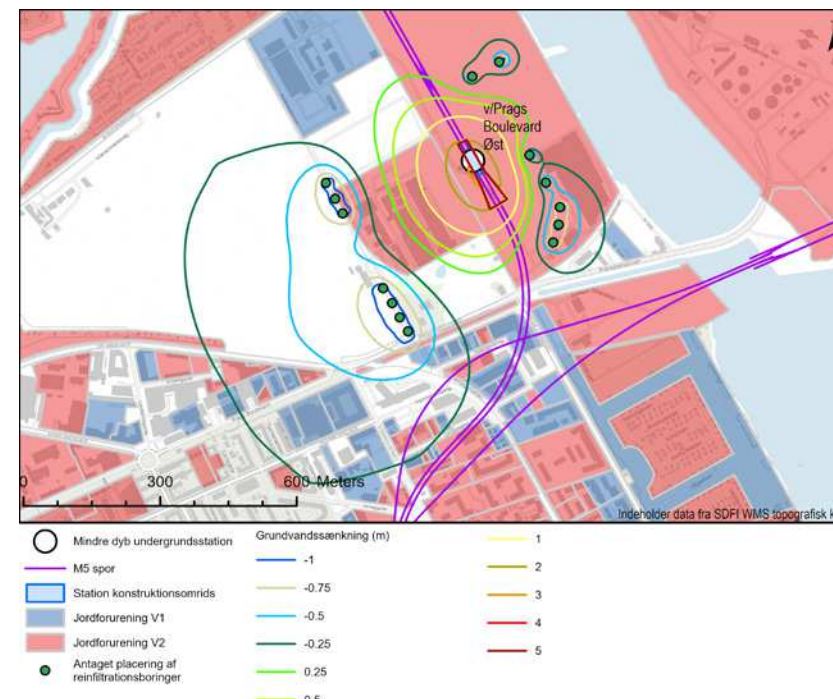 v/Prags
Boulevard
Øst
0 300 600 Meters
Indeholder data fra SDFI WMS topografisk k
Mindre dyb undergrundsstation
M5 spor
Station konstruktionsomrids
Jordforurening V1
Jordforurening V2
Antaget placering af
reinfiltrationsboringer
Grundvandssænkning (m)
-1
-0.75
-0.5
-0.25
0.25
0.5
1
2
3
4
5